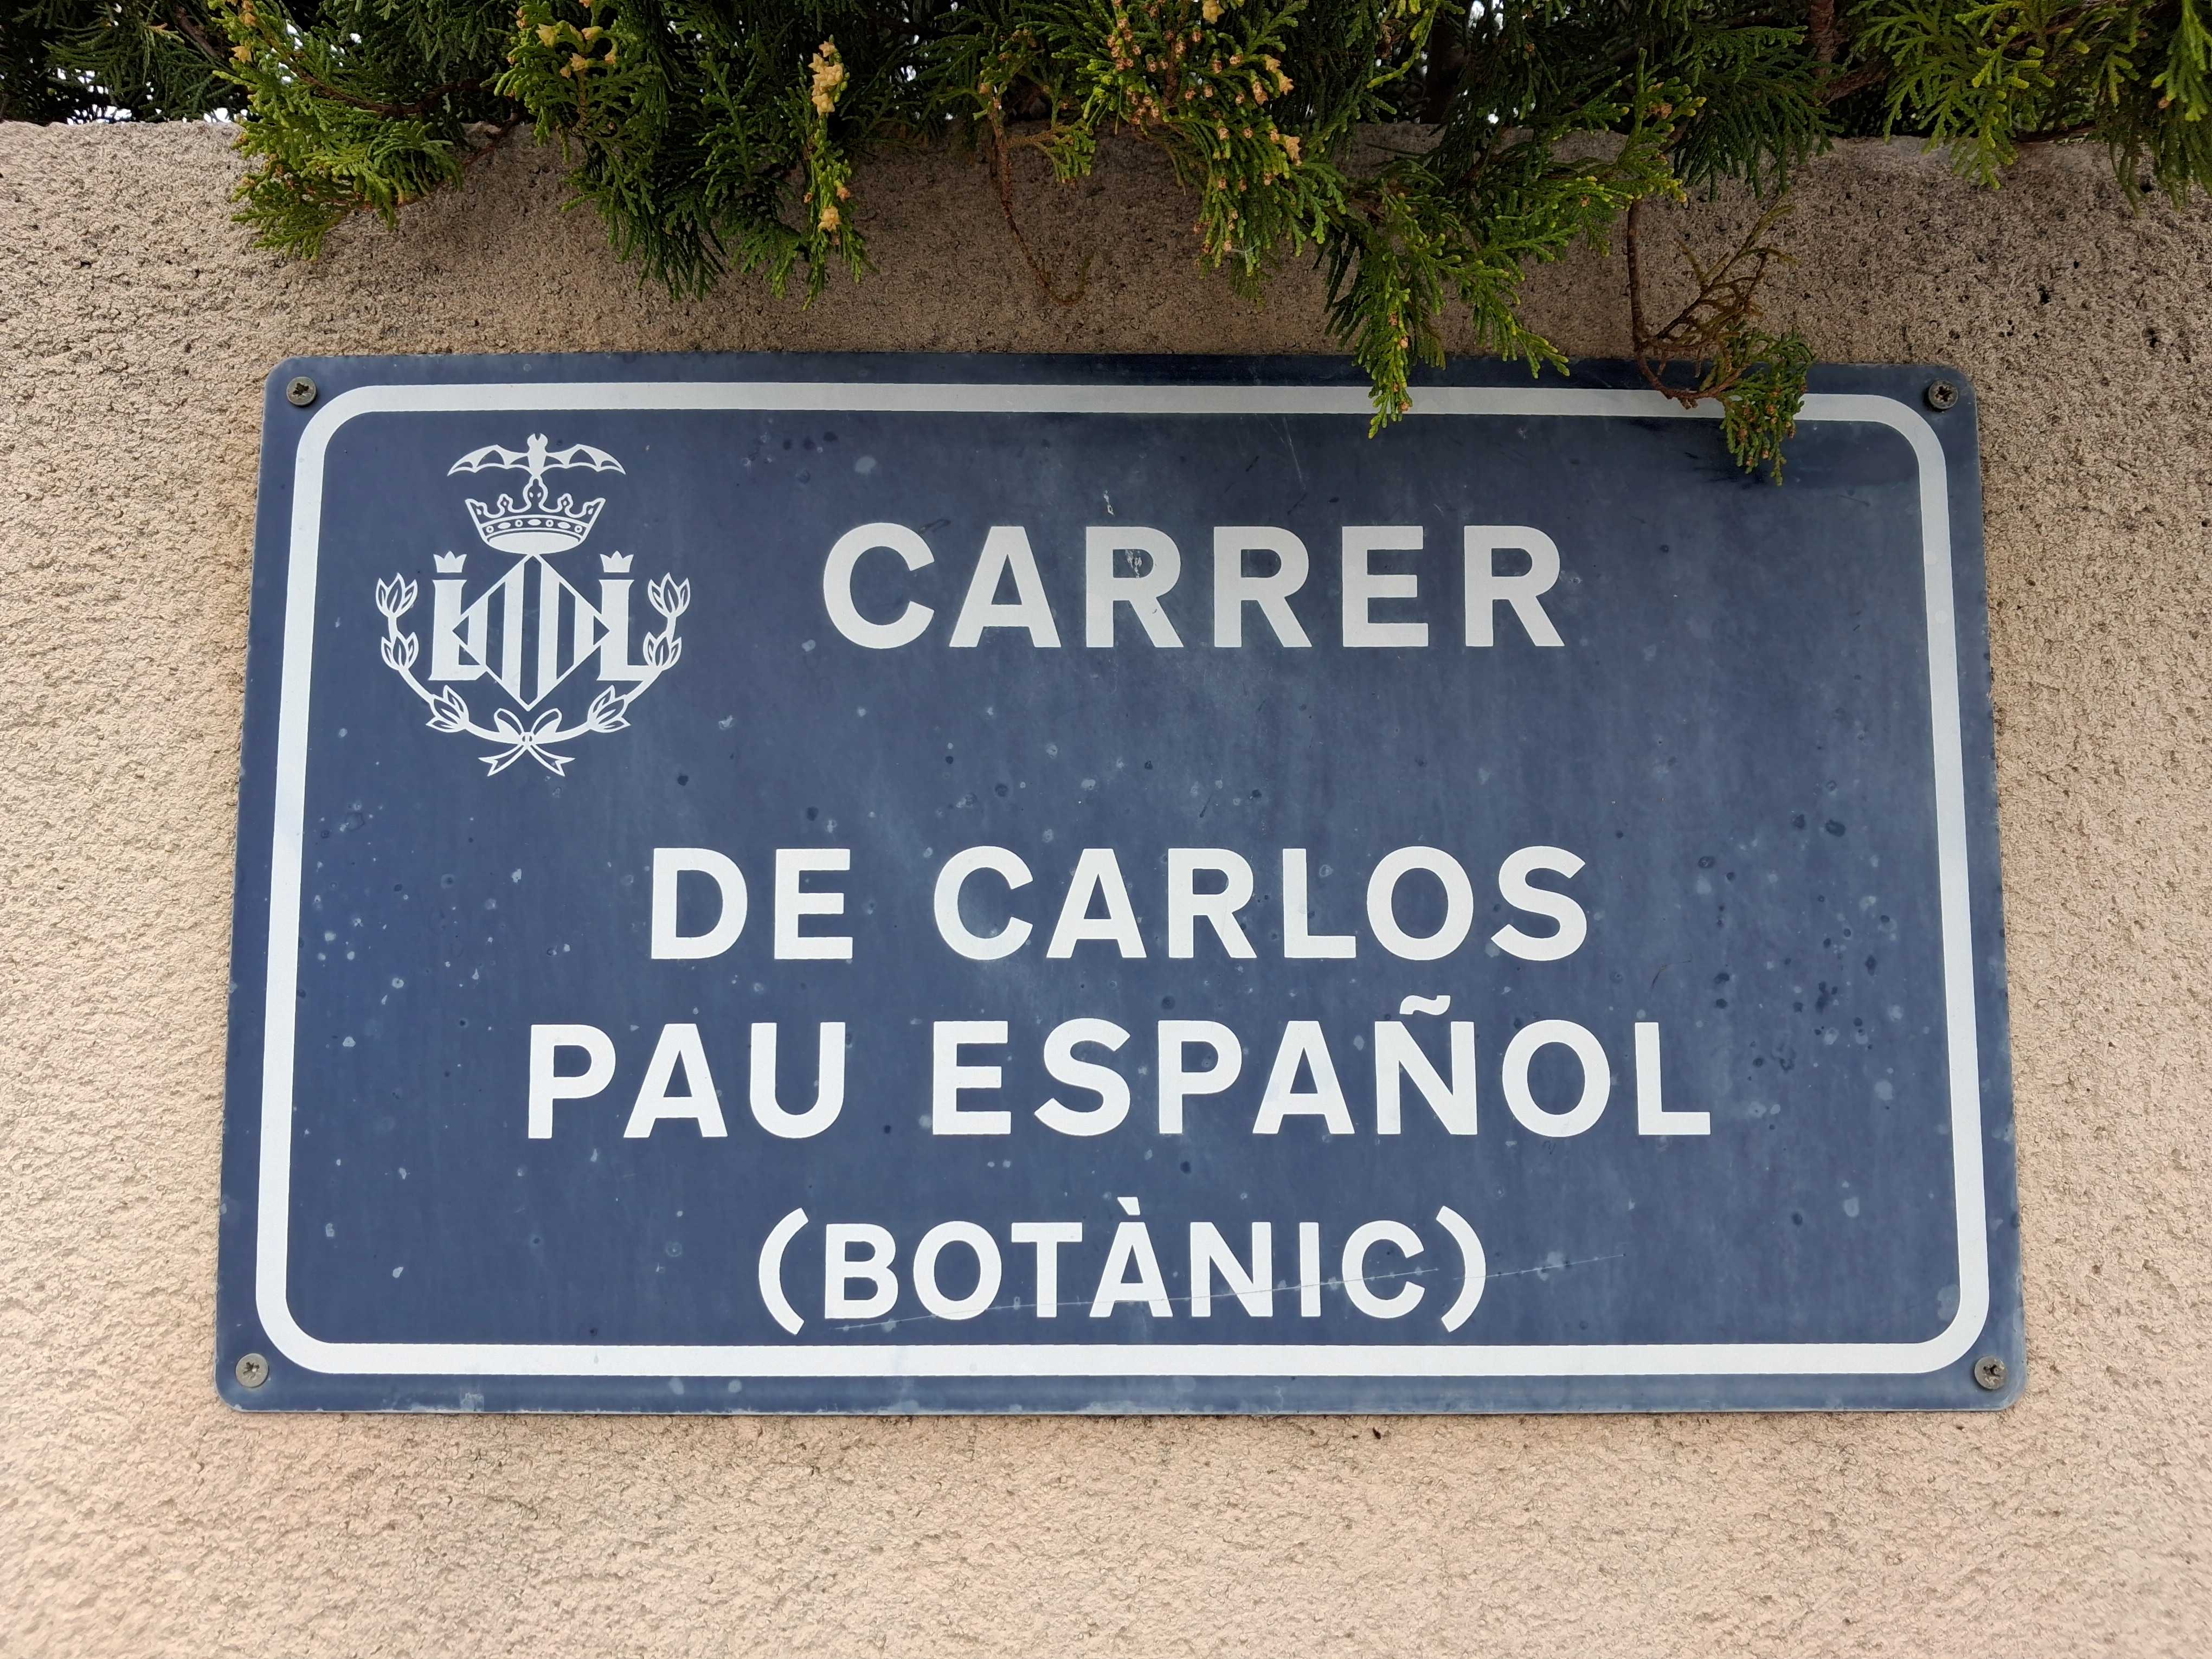 CARRER
DE CARLOS
PAU ESPAÑOL
(BOTÀNIC)